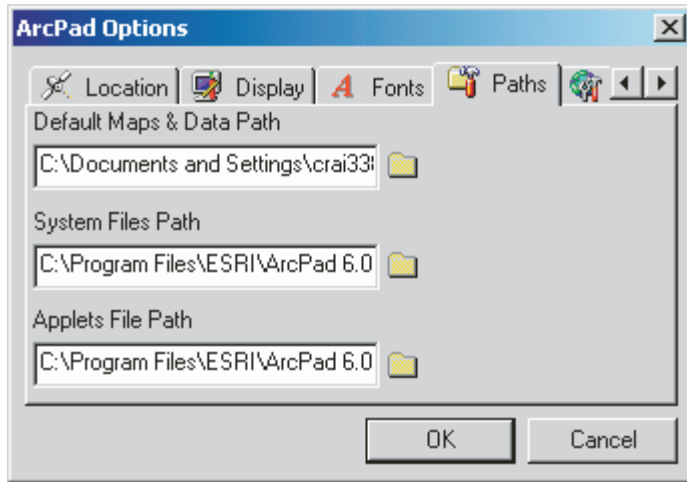 ArcPad Options
Location Display A Fonts Paths
Default Maps & Data Path
C:\Documents and Settings\crai33
System Files Path
C:\Program Files\ESRI\ArcPad 6.0
Applets File Path
C:\Program Files\ESRI\ArcPad 6.0
OK Cancel